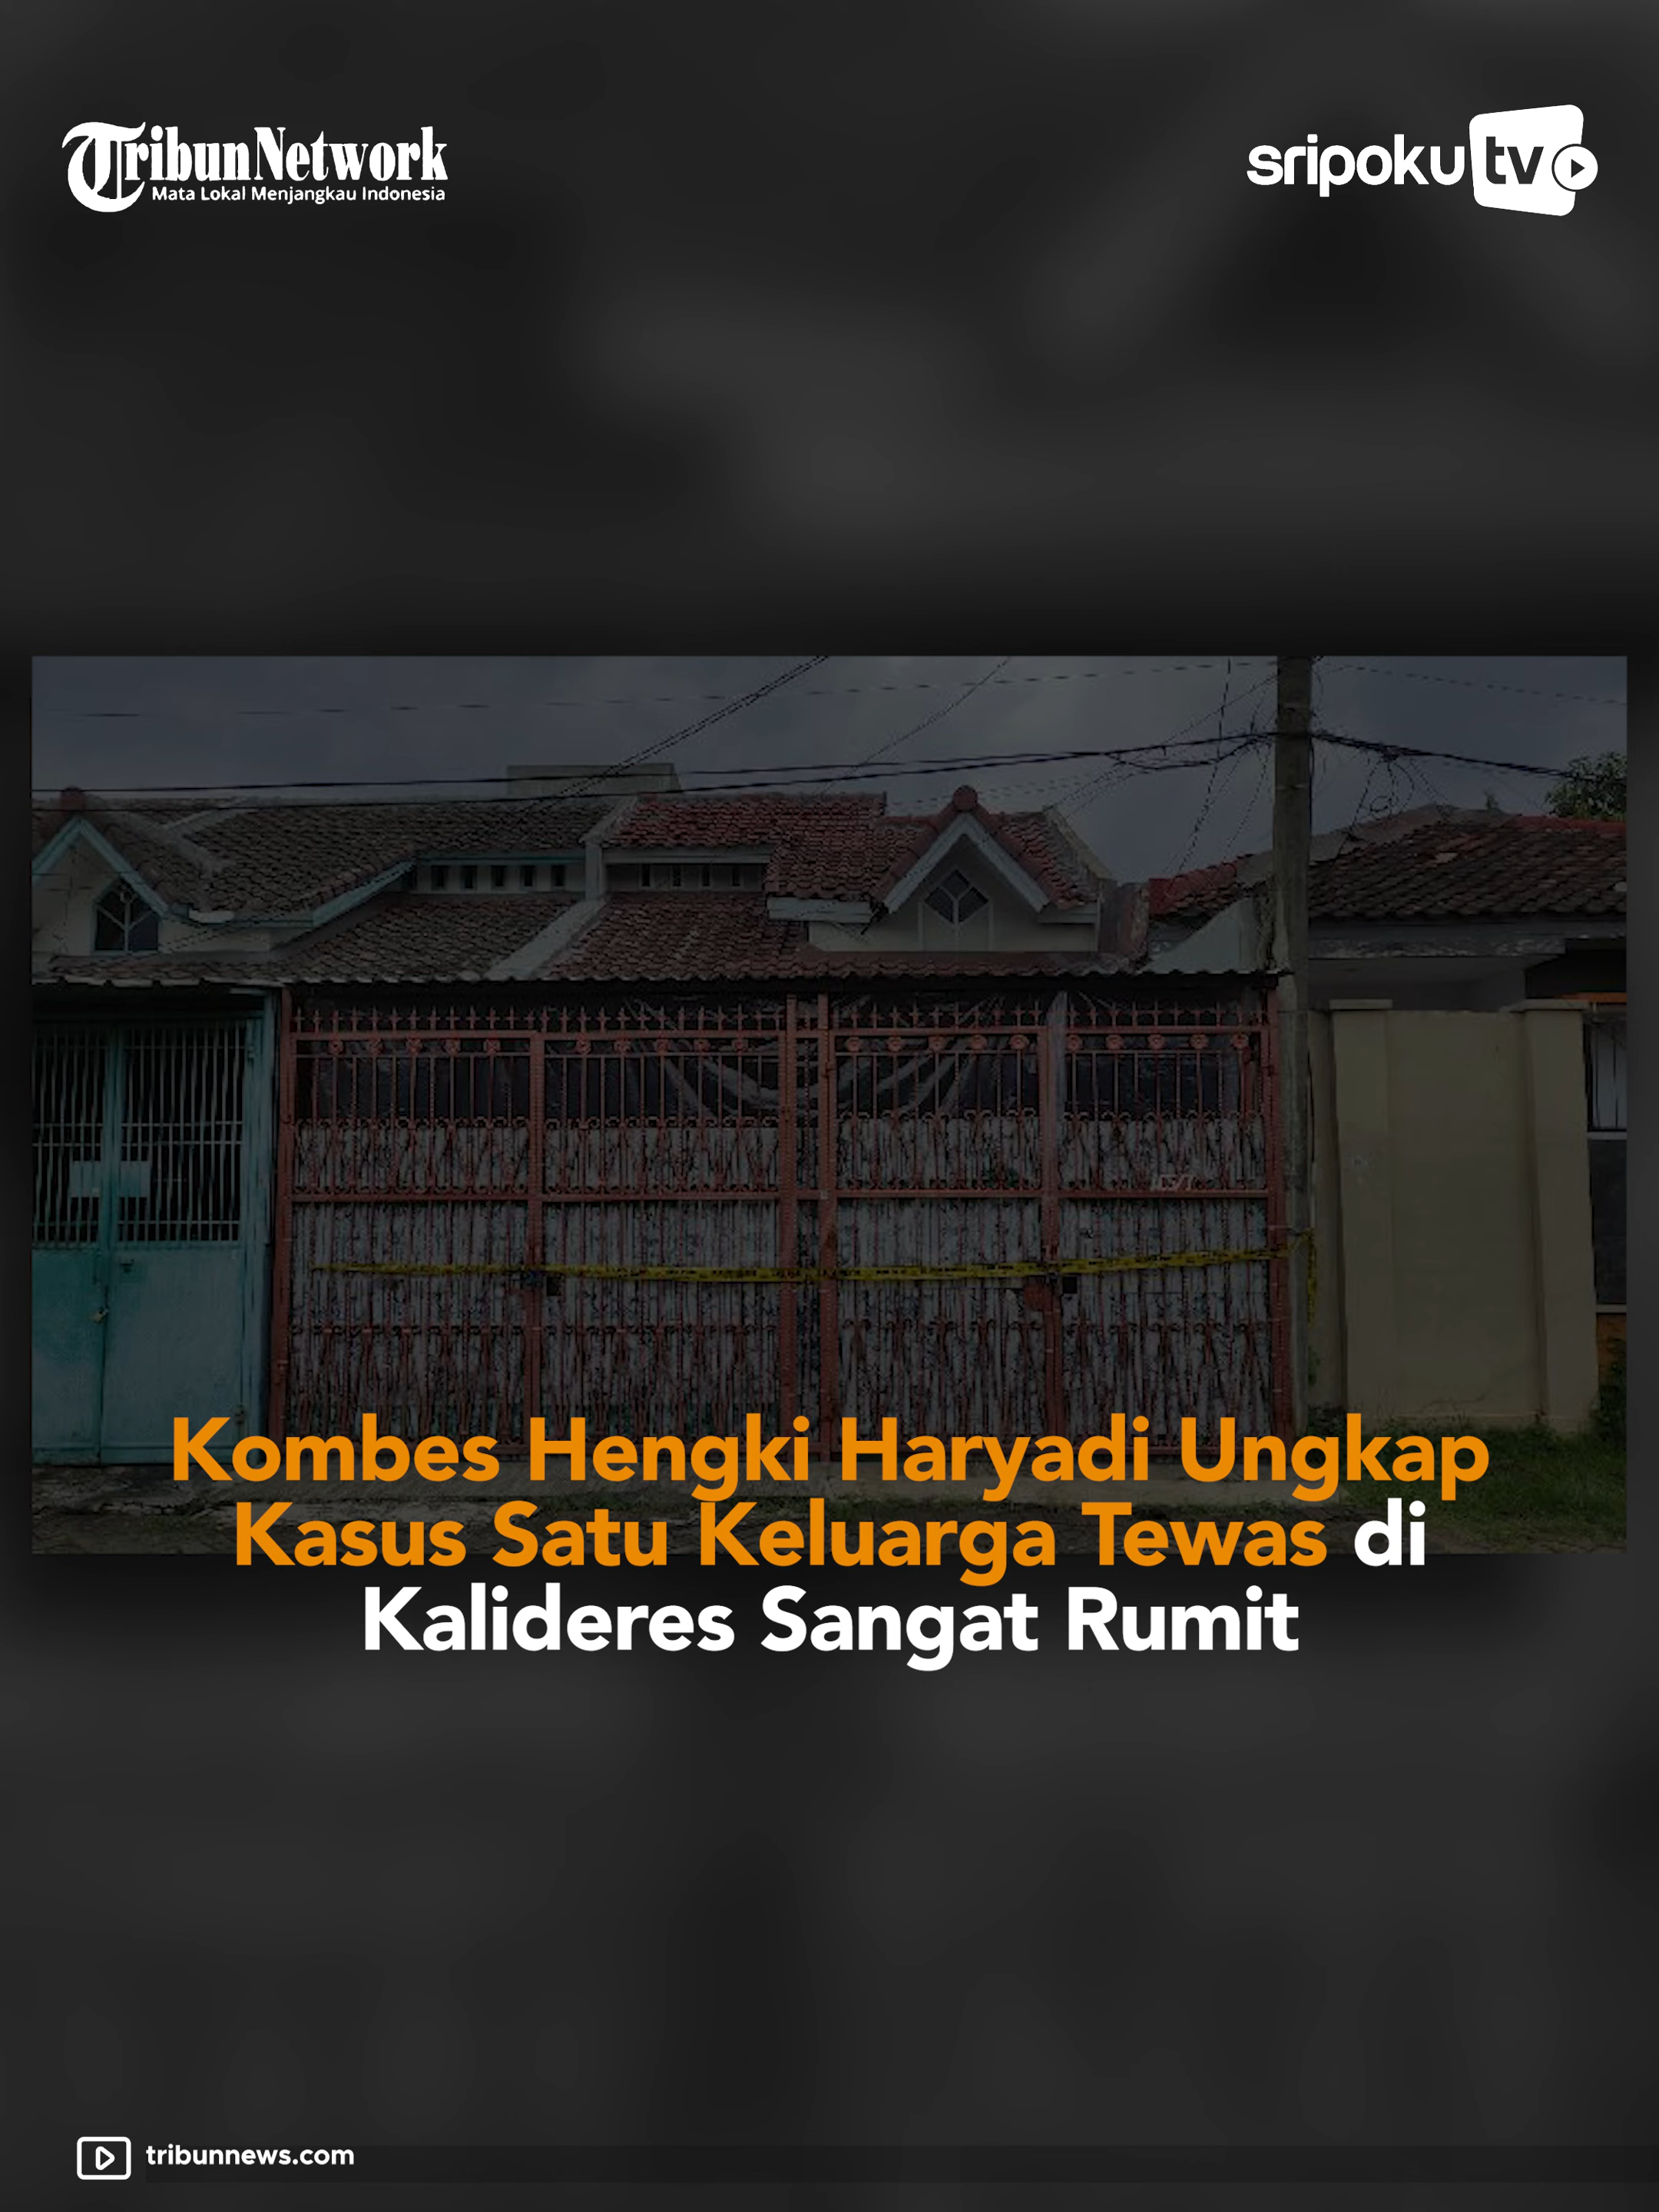 TribunNetwork
Mata Lokal Menjangkau Indonesia
sripoku tv
Kombes Hengki Haryadi Ungkap
Kasus Satu Keluarga Tewas di
Kalideres Sangat Rumit
tribunnews.com